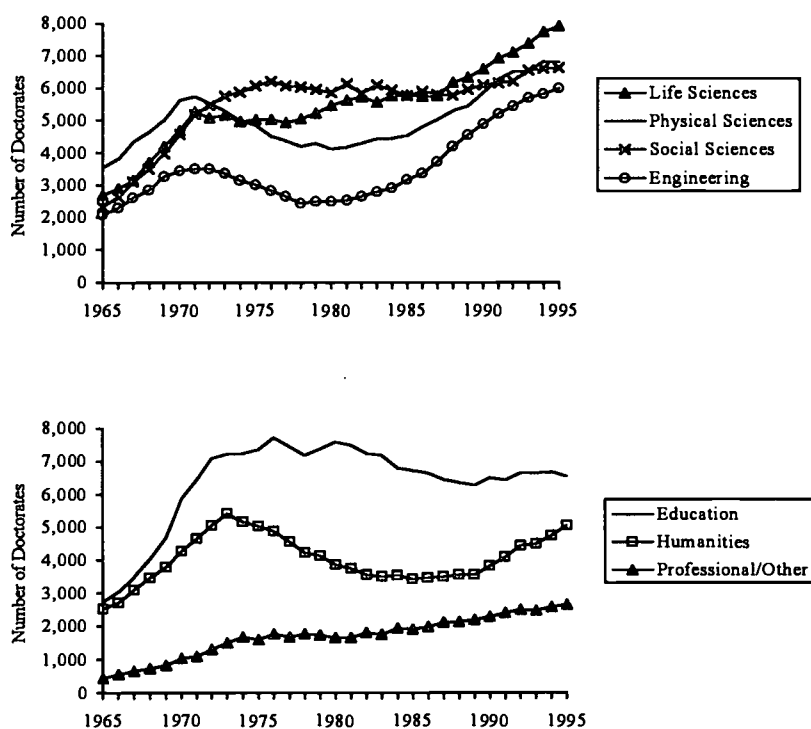 8,000
7,000
6,000
5,000
4,000
3,000
2,000
1,000
0
Number of Doctorates
1965 1970 1975 1980 1985 1990 1995
Life Sciences
Physical Sciences
Social Sciences
Engineering
8,000
7,000
6,000
5,000
4,000
3,000
2,000
1,000
0
Number of Doctorates
1965 1970 1975 1980 1985 1990 1995
Education
Humanities
Professional/Other